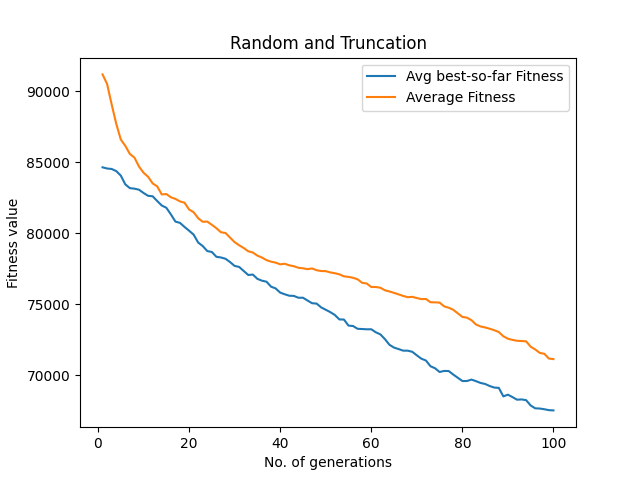 Random and Truncation
Avg best-so-far Fitness
Average Fitness
Fitness value
90000
85000
80000
75000
70000
0 20 40 60 80 100
No. of generations